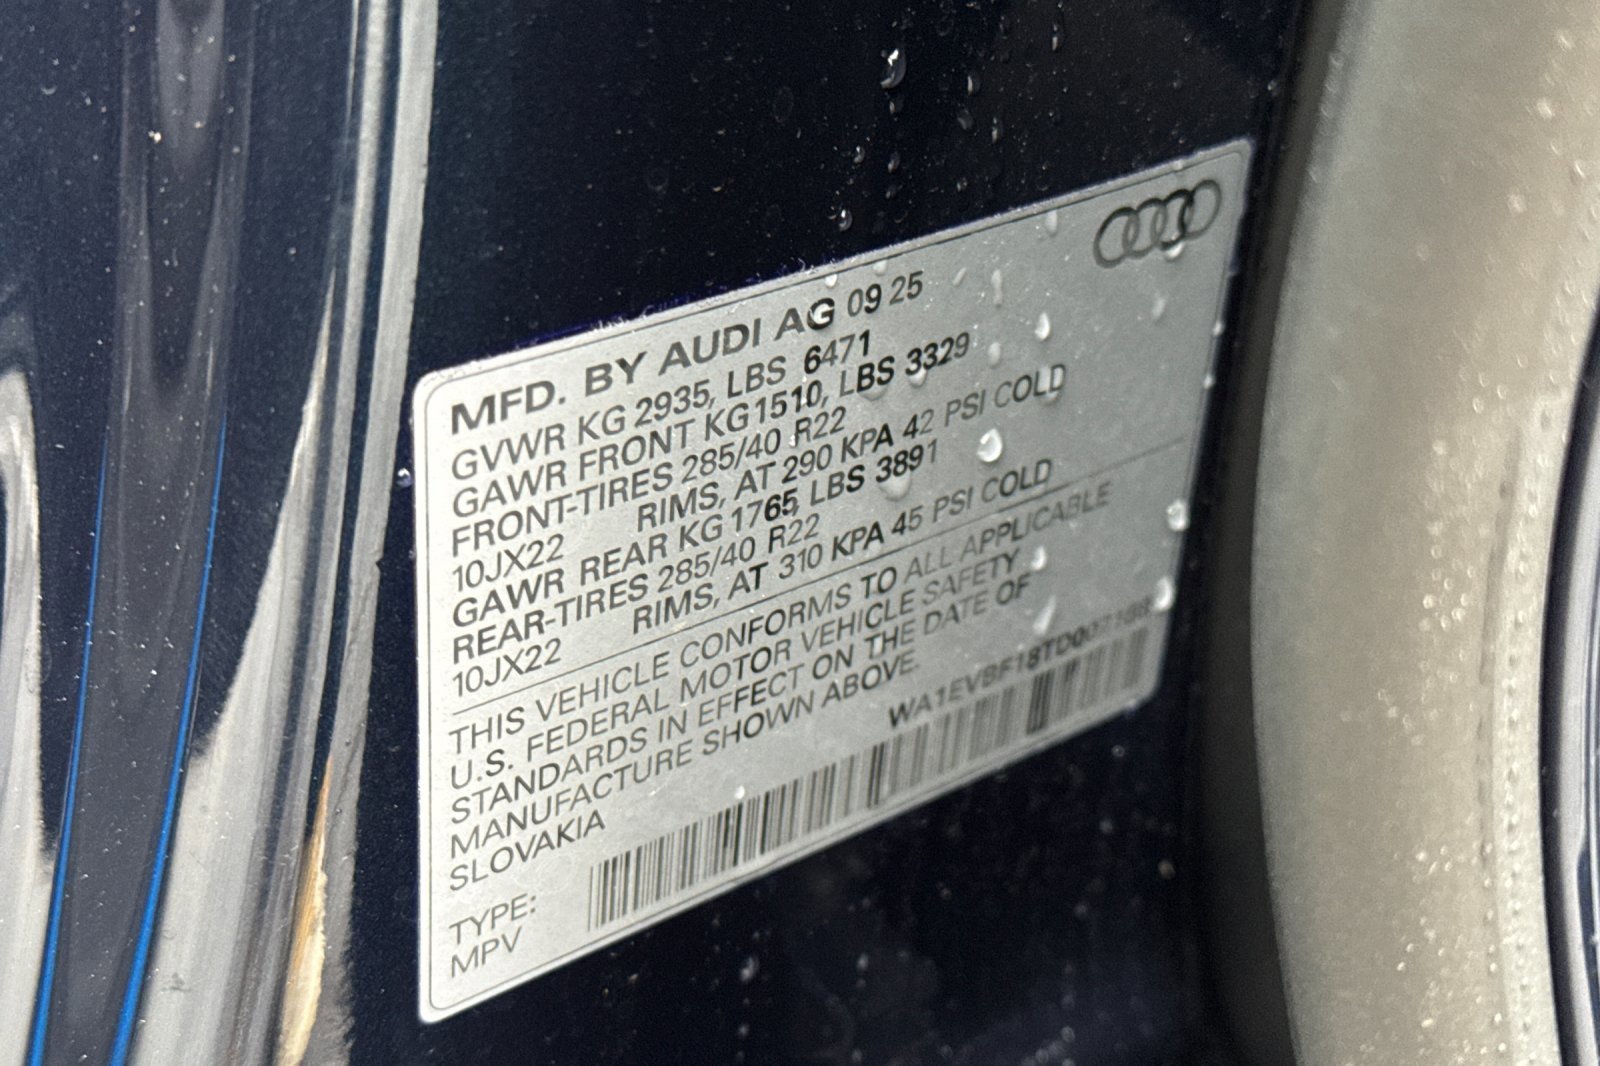 MFD. BY AUDI AG 09 25
GVWR KG 2935, LBS 6471
GAWR FRONT KG 1510, LBS 3329
FRONT-TIRES 285/40 R22
10JX22 RIMS, AT 290 KPA 42 PSI COLD
GAWR REAR KG 1765, LBS 3891
REAR-TIRES 285/40 R22
10JX22 RIMS, AT 310 KPA 45 PSI COLD
THIS VEHICLE CONFORMS TO ALL APPLICABLE
U.S. FEDERAL MOTOR VEHICLE SAFETY
STANDARDS IN EFFECT ON THE DATE OF
MANUFACTURE SHOWN ABOVE.
SLOVAKIA
TYPE:
MPV